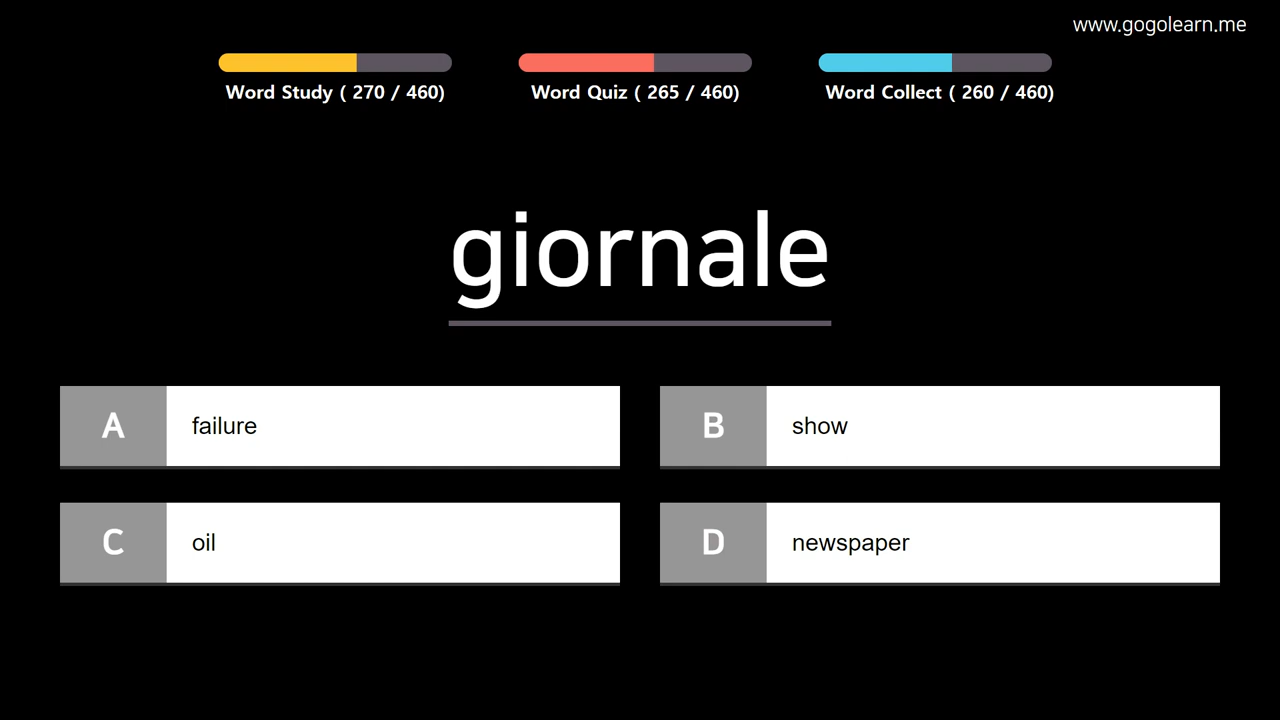 www.gogolearn.me
Word Study ( 270 / 460)
Word Quiz ( 265 / 460)
Word Collect ( 260 / 460)
giornale
A failure
B show
C oil
D newspaper